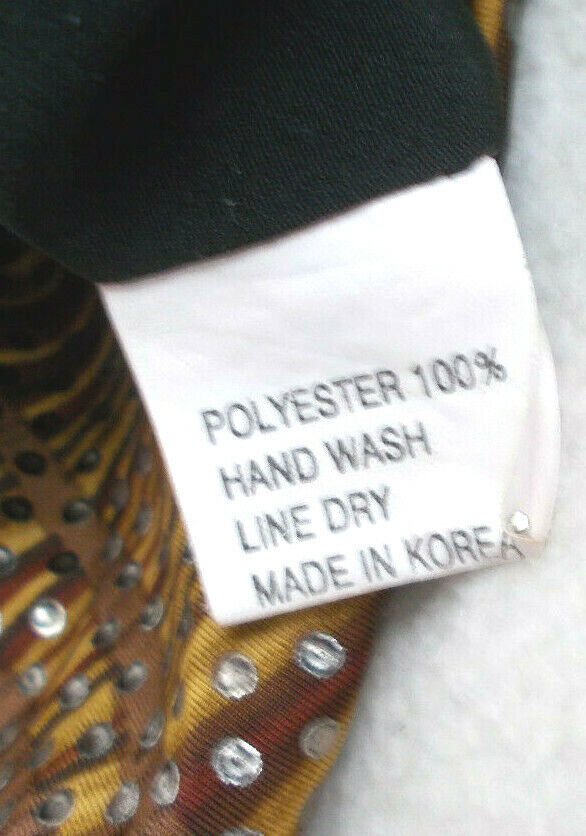 POLYESTER 100%
HAND WASH
LINE DRY
MADE IN KOREA